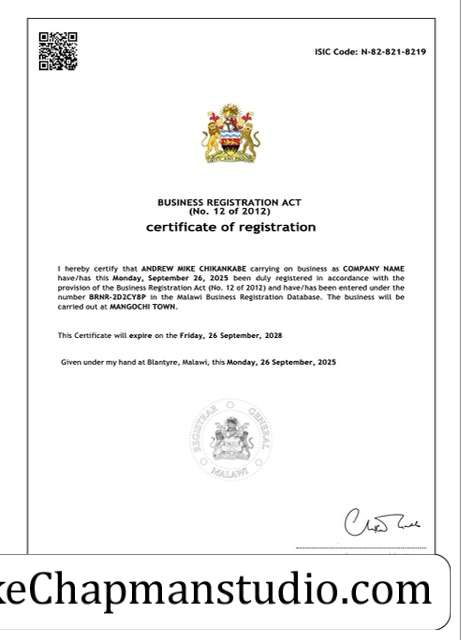 ISIC Code: N-82-821-8219
BUSINESS REGISTRATION ACT
(No. 12 of 2012)
certificate of registration
I hereby certify that ANDREW MIKE CHIKANKABE carrying on business as COMPANY NAME
have/has this Monday, September 26, 2025 been duly registered in accordance with the
provision of the Business Registration Act (No. 12 of 2012) and have/has been entered under the
number BRNR-2D2CY8P in the Malawi Business Registration Database. The business will be
carried out at MANGOCHI TOWN.
This Certificate will expire on the Friday, 26 September, 2028
Given under my hand at Blantyre, Malawi, this Monday, 26 September, 2025
REGISTRAR GENERAL
MALAWI
keChapmanstudio.com